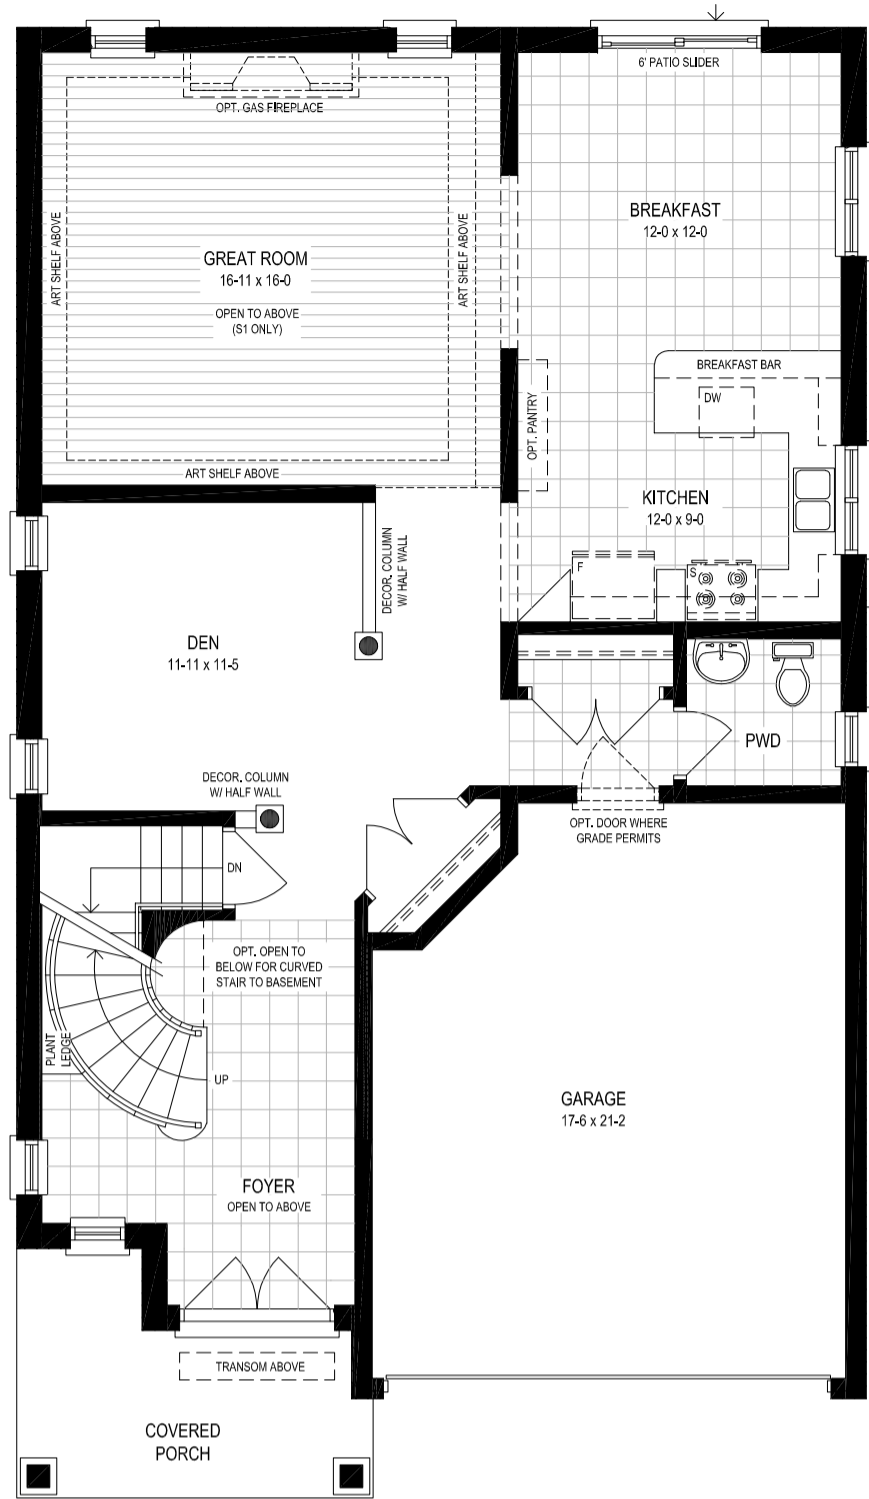 6' PATIO SLIDER
OPT. GAS FIREPLACE
BREAKFAST
12-0 x 12-0
ART SHELF ABOVE
GREAT ROOM
16-11 x 16-0
OPEN TO ABOVE
(S1 ONLY)
ART SHELF ABOVE
BREAKFAST BAR
DW
OPT. PANTRY
ART SHELF ABOVE
KITCHEN
12-0 x 9-0
DECOR. COLUMN
W/ HALF WALL
F
S
DEN
11-11 x 11-5
PWD
DECOR. COLUMN
W/ HALF WALL
OPT. DOOR WHERE
GRADE PERMITS
DN
OPT. OPEN TO
BELOW FOR CURVED
STAIR TO BASEMENT
PLANT
LEDGE
UP
GARAGE
17-6 x 21-2
FOYER
OPEN TO ABOVE
TRANSOM ABOVE
COVERED
PORCH